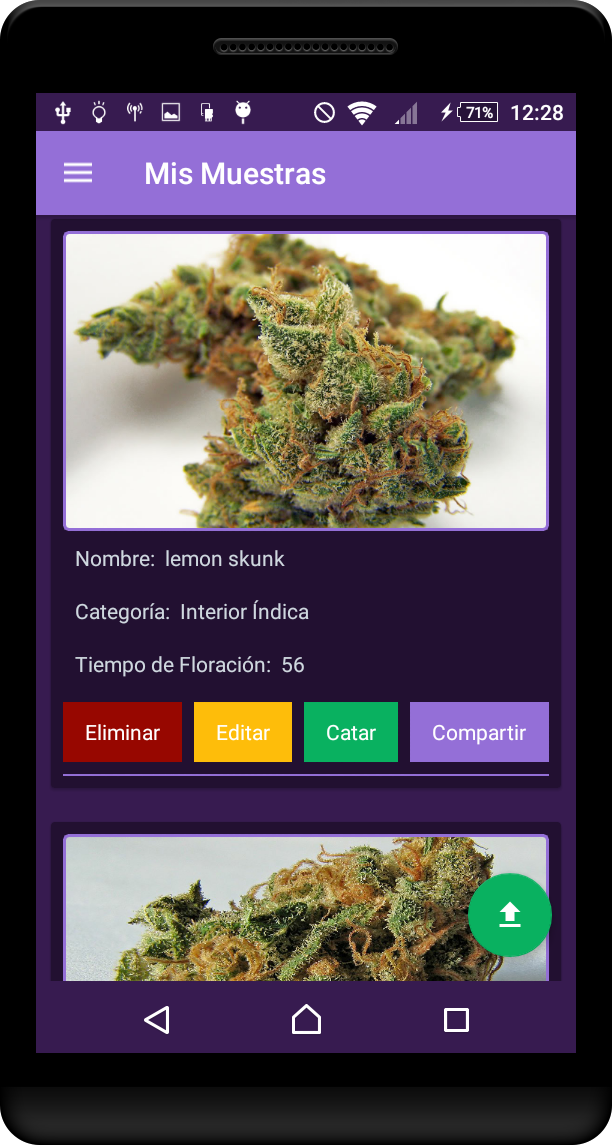 71% 12:28
Mis Muestras
Nombre: lemon skunk
Categoría: Interior Índica
Tiempo de Floración: 56
Eliminar Editar Catar Compartir